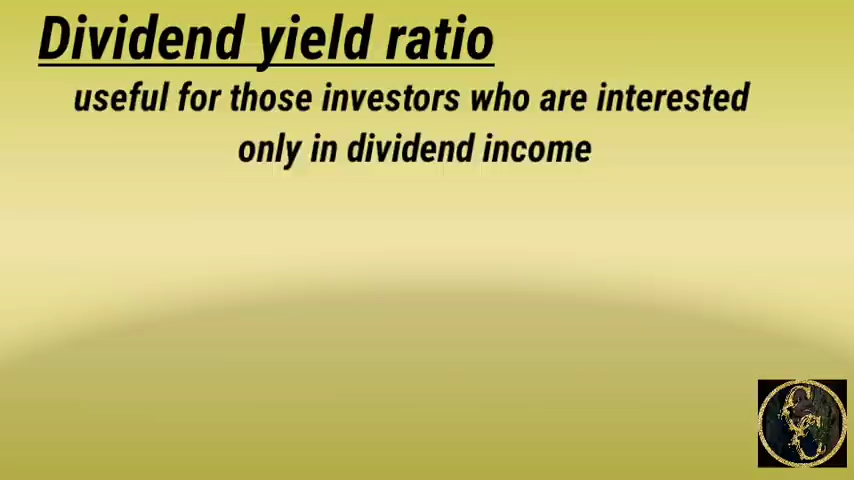 Dividend yield ratio
useful for those investors who are interested
only in dividend income